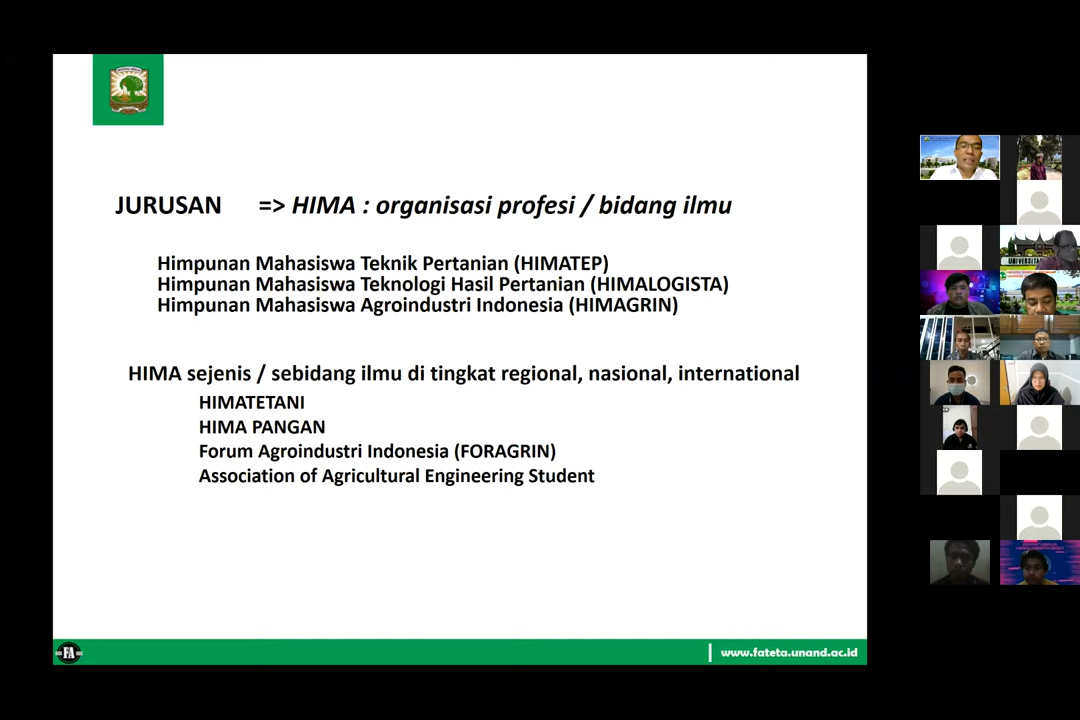 JURUSAN => HIMA : organisasi profesi / bidang ilmu
Himpunan Mahasiswa Teknik Pertanian (HIMATEP)
Himpunan Mahasiswa Teknologi Hasil Pertanian (HIMALOGISTA)
Himpunan Mahasiswa Agroindustri Indonesia (HIMAGRIN)
HIMA sejenis / sebidang ilmu di tingkat regional, nasional, international
HIMATETANI
HIMA PANGAN
Forum Agroindustri Indonesia (FORAGRIN)
Association of Agricultural Engineering Student
FA
www.fateta.unand.ac.id